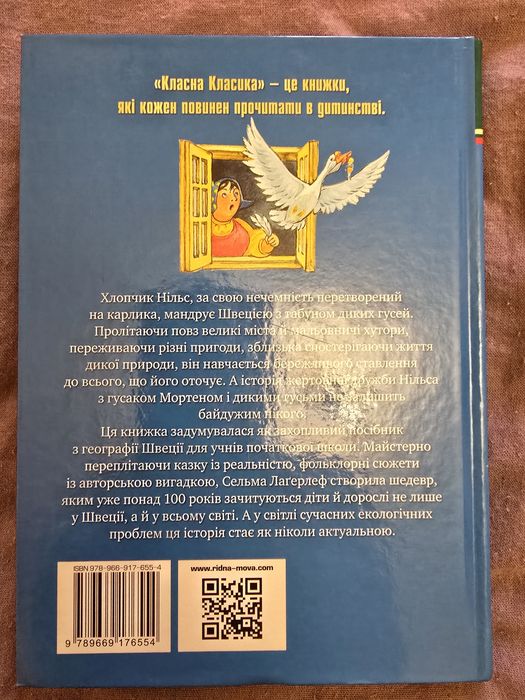 «Класна Класика» – це книжки,
які кожен повинен прочитати в дитинстві.
Хлопчик Нільс, за свою нечемність перетворений
на карлика, мандрує Швецією з табуном диких гусей.
Пролітаючи повз великі міста й мальовничі хутори,
переживаючи різні пригоди, зблизька спостерігаючи життя
дикої природи, він навчається бережливого ставлення
до всього, що його оточує. А історія жертовної дружби Нільса
з гусаком Мортеном і дикими гусьми не залишить
байдужим нікого.
Ця книжка задумувалася як захопливий посібник
з географії Швеції для учнів початкової школи. Майстерно
переплітаючи казку із реальністю, фольклорні сюжети
із авторською вигадкою, Сельма Лаґерлеф створила шедевр,
яким уже понад 100 років зачитуються діти й дорослі не лише
у Швеції, а й у всьому світі. А у світлі сучасних екологічних
проблем ця історія стає як ніколи актуальною.
ISBN 978-966-917-655-4
9 789669 176554
www.ridna-mova.com